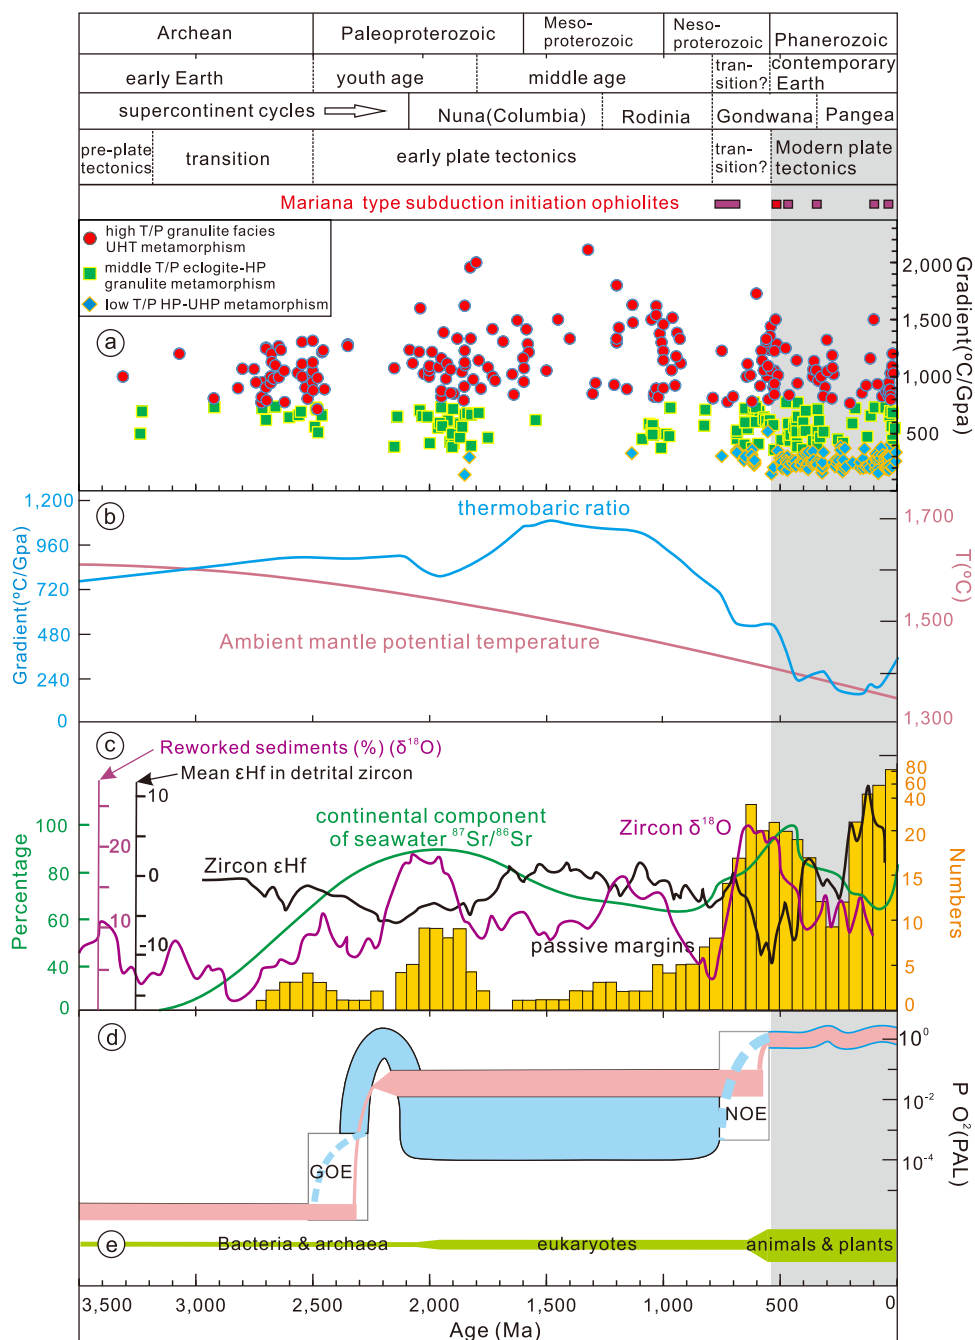 Archean
Paleoproterozoic
Meso-
proterozoic
Neso-
proterozoic
Phanerozoic
early Earth
youth age
middle age
tran-
sition?
contemporary
Earth
supercontinent cycles
Nuna(Columbia)
Rodinia
Gondwana
Pangea
pre-plate
tectonics
transition
early plate tectonics
tran-
sition?
Modern plate
tectonics
Mariana type subduction initiation ophiolites
high T/P granulite facies
UHT metamorphism
middle T/P eclogite-HP
granulite metamorphism
low T/P HP-UHP metamorphism
a
2,000
1,500
1,000
500
Gradient(°C/Gpa)
b
thermobaric ratio
Ambient mantle potential temperature
1,200
960
720
480
240
0
Gradient(°C/Gpa)
1,700
1,500
1,300
T(°C)
c
Reworked sediments (%) (δ18O)
Mean εHf in detrital zircon
10
0
-10
20
10
continental component
of seawater 87Sr/86Sr
Zircon δ18O
Zircon εHf
passive margins
100
80
60
40
0
Percentage
80
60
40
20
15
10
5
0
Numbers
d
GOE
NOE
10⁰
10⁻²
10⁻⁴
P O²(PAL)
e
Bacteria & archaea
eukaryotes
animals & plants
3,500
3,000
2,500
2,000
1,500
1,000
500
0
Age (Ma)